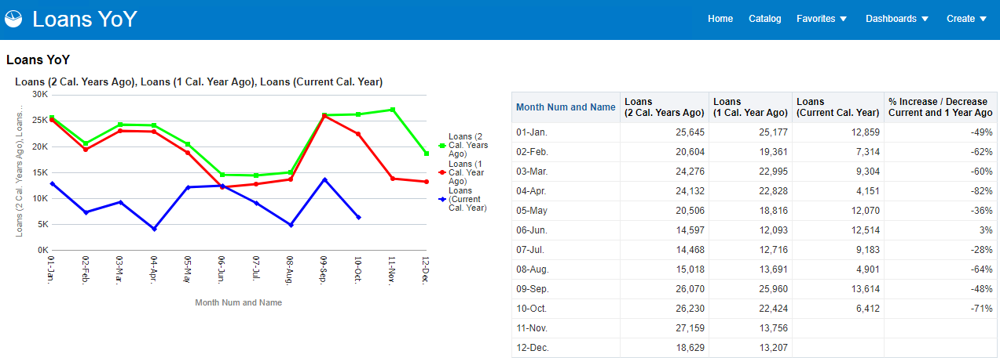 Loans YoY
Home Catalog Favorites Dashboards Create
Loans YoY
Loans (2 Cal. Years Ago), Loans (1 Cal. Year Ago), Loans (Current Cal. Year)
Loans (2 Cal. Years Ago), Loans...
30K
25K
20K
15K
10K
5K
0K
01-Jan.
02-Feb.
03-Mar.
04-Apr.
05-May
06-Jun.
07-Jul.
08-Aug.
09-Sep.
10-Oct.
11-Nov.
12-Dec.
Month Num and Name
Loans (2
Cal. Years
Ago)
Loans (1
Cal. Year
Ago)
Loans
(Current
Cal. Year)
Month Num and Name Loans (2 Cal. Years Ago) Loans (1 Cal. Year Ago) Loans (Current Cal. Year) % Increase / Decrease Current and 1 Year Ago
01-Jan. 25,645 25,177 12,859 -49%
02-Feb. 20,604 19,361 7,314 -62%
03-Mar. 24,276 22,995 9,304 -60%
04-Apr. 24,132 22,828 4,151 -82%
05-May 20,506 18,816 12,070 -36%
06-Jun. 14,597 12,093 12,514 3%
07-Jul. 14,468 12,716 9,183 -28%
08-Aug. 15,018 13,691 4,901 -64%
09-Sep. 26,070 25,960 13,614 -48%
10-Oct. 26,230 22,424 6,412 -71%
11-Nov. 27,159 13,756
12-Dec. 18,629 13,207